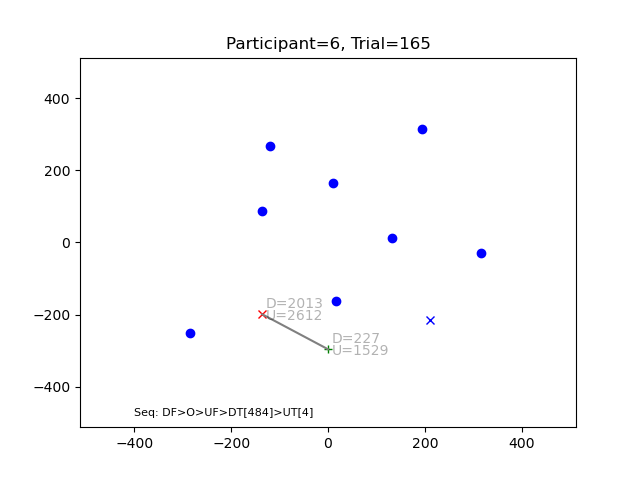 Participant=6, Trial=165
400
200
0
−200
−400
D=2013
U=2612
D=227
U=1529
Seq: DF>O>UF>DT[484]>UT[4]
−400
−200
0
200
400